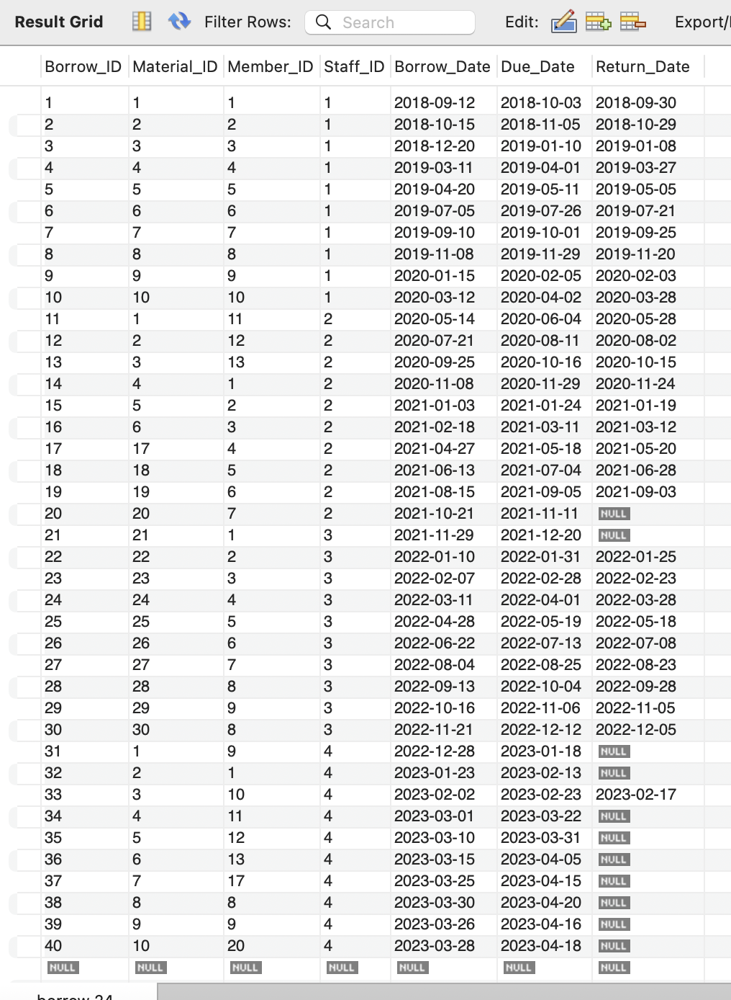 Result Grid Filter Rows: Search Edit: Export/
Borrow_ID Material_ID Member_ID Staff_ID Borrow_Date Due_Date Return_Date
1 1 1 1 2018-09-12 2018-10-03 2018-09-30
2 2 2 1 2018-10-15 2018-11-05 2018-10-29
3 3 3 1 2018-12-20 2019-01-10 2019-01-08
4 4 4 1 2019-03-11 2019-04-01 2019-03-27
5 5 5 1 2019-04-20 2019-05-11 2019-05-05
6 6 6 1 2019-07-05 2019-07-26 2019-07-21
7 7 7 1 2019-09-10 2019-10-01 2019-09-25
8 8 8 1 2019-11-08 2019-11-29 2019-11-20
9 9 9 1 2020-01-15 2020-02-05 2020-02-03
10 10 10 1 2020-03-12 2020-04-02 2020-03-28
11 1 11 2 2020-05-14 2020-06-04 2020-05-28
12 2 12 2 2020-07-21 2020-08-11 2020-08-02
13 3 13 2 2020-09-25 2020-10-16 2020-10-15
14 4 1 2 2020-11-08 2020-11-29 2020-11-24
15 5 2 2 2021-01-03 2021-01-24 2021-01-19
16 6 3 2 2021-02-18 2021-03-11 2021-03-12
17 17 4 2 2021-04-27 2021-05-18 2021-05-20
18 18 5 2 2021-06-13 2021-07-04 2021-06-28
19 19 6 2 2021-08-15 2021-09-05 2021-09-03
20 20 7 2 2021-10-21 2021-11-11 NULL
21 21 1 3 2021-11-29 2021-12-20 NULL
22 22 2 3 2022-01-10 2022-01-31 2022-01-25
23 23 3 3 2022-02-07 2022-02-28 2022-02-23
24 24 4 3 2022-03-11 2022-04-01 2022-03-28
25 25 5 3 2022-04-28 2022-05-19 2022-05-18
26 26 6 3 2022-06-22 2022-07-13 2022-07-08
27 27 7 3 2022-08-04 2022-08-25 2022-08-23
28 28 8 3 2022-09-13 2022-10-04 2022-09-28
29 29 9 3 2022-10-16 2022-11-06 2022-11-05
30 30 8 3 2022-11-21 2022-12-12 2022-12-05
31 1 9 4 2022-12-28 2023-01-18 NULL
32 2 1 4 2023-01-23 2023-02-13 NULL
33 3 10 4 2023-02-02 2023-02-23 2023-02-17
34 4 11 4 2023-03-01 2023-03-22 NULL
35 5 12 4 2023-03-10 2023-03-31 NULL
36 6 13 4 2023-03-15 2023-04-05 NULL
37 7 17 4 2023-03-25 2023-04-15 NULL
38 8 8 4 2023-03-30 2023-04-20 NULL
39 9 9 4 2023-03-26 2023-04-16 NULL
40 10 20 4 2023-03-28 2023-04-18 NULL
NULL NULL NULL NULL NULL NULL NULL